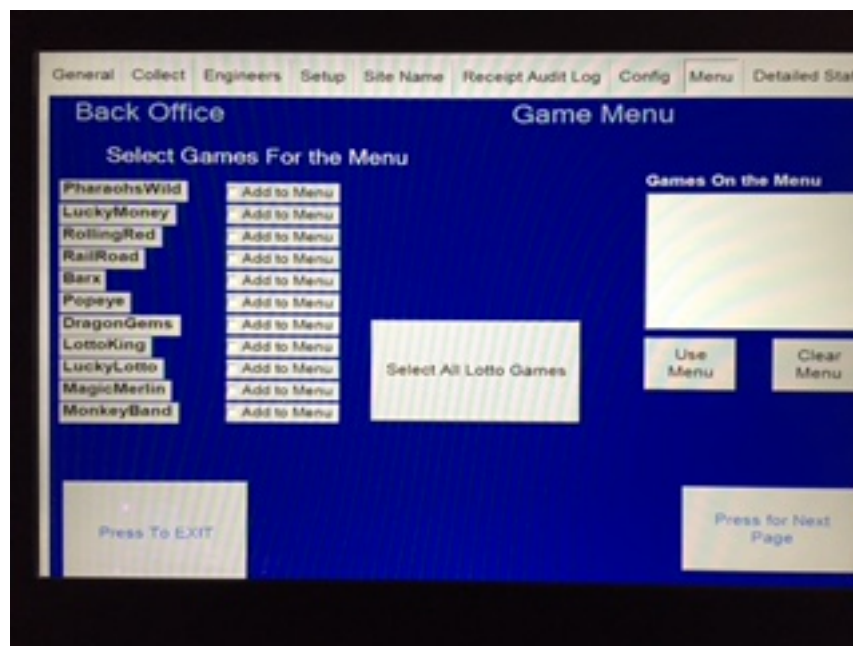 General Collect Engineers Setup Site Name Receipt Audit Log Config Menu Detailed Stat
Back Office
Game Menu
Select Games For the Menu
Games On the Menu
PharaohsWild Add to Menu
LuckyMoney Add to Menu
RollingRed Add to Menu
RailRoad Add to Menu
Barx Add to Menu
Popeye Add to Menu
DragonGems Add to Menu
LottoKing Add to Menu
LuckyLotto Add to Menu
MagicMerlin Add to Menu
MonkeyBand Add to Menu
Select All Lotto Games
Use
Menu
Clear
Menu
Press To EXIT
Press for Next
Page